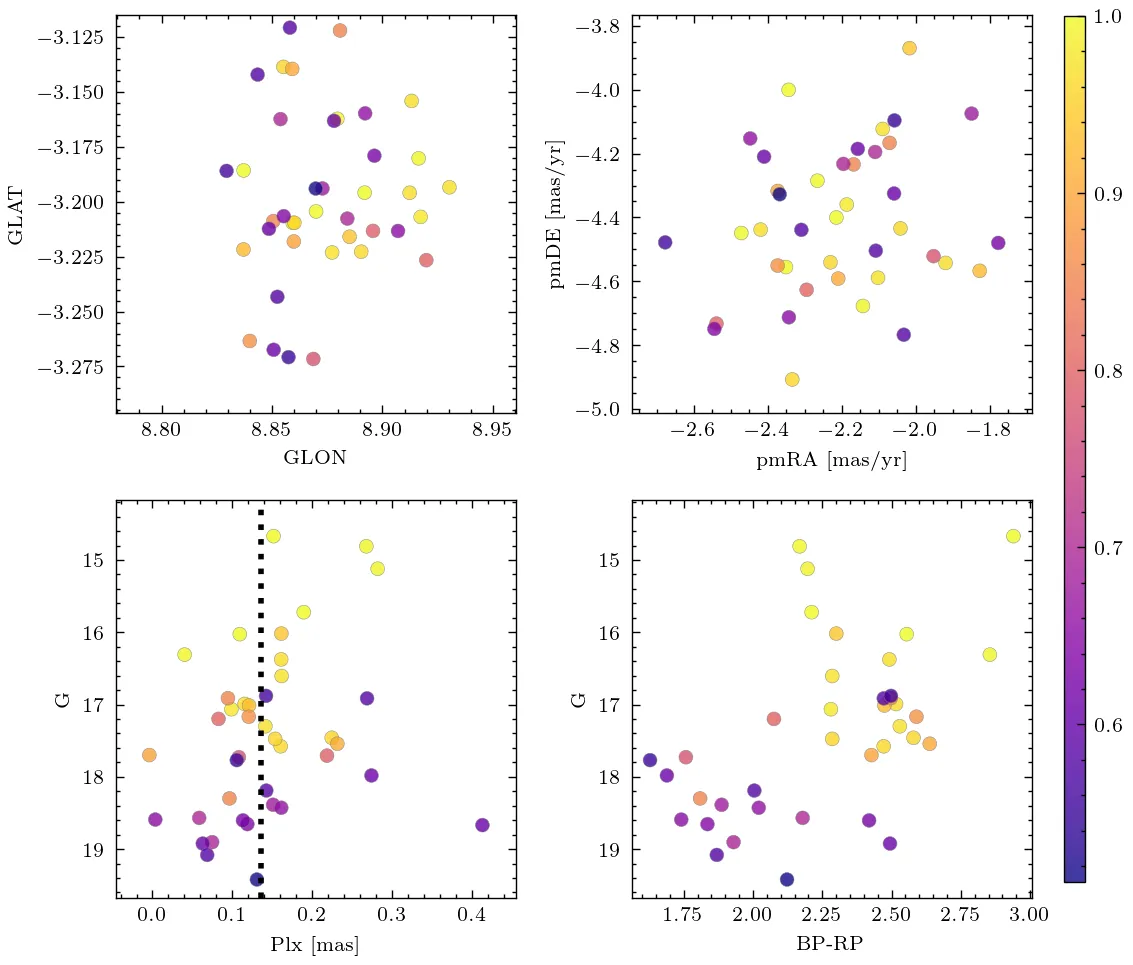 −3.125
−3.150
−3.175
−3.200
−3.225
−3.250
−3.275
GLAT
8.80 8.85 8.90 8.95
GLON
−3.8
−4.0
−4.2
−4.4
−4.6
−4.8
−5.0
pmDE [mas/yr]
−2.6 −2.4 −2.2 −2.0 −1.8
pmRA [mas/yr]
1.0
0.9
0.8
0.7
0.6
15
16
17
18
19
G
0.0 0.1 0.2 0.3 0.4
Plx [mas]
15
16
17
18
19
G
1.75 2.00 2.25 2.50 2.75 3.00
BP-RP